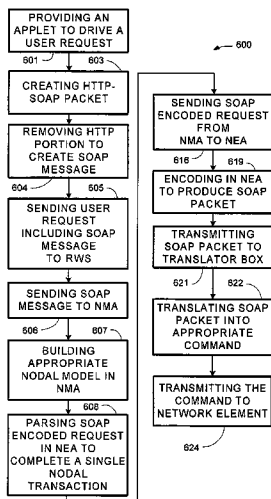 PROVIDING AN
APPLET TO DRIVE A
USER REQUEST
601
603
CREATING HTTP-
SOAP PACKET
REMOVING HTTP
PORTION TO
CREATE SOAP
MESSAGE
604
605
SENDING USER
REQUEST
INCLUDING SOAP
MESSAGE
TO RWS
SENDING SOAP
MESSAGE TO NMA
606
607
BUILDING
APPROPRIATE
NODAL MODEL IN
NMA
608
PARSING SOAP
ENCODED REQUEST
IN NEA TO
COMPLETE A SINGLE
NODAL
TRANSACTION
600
SENDING SOAP
ENCODED REQUEST
FROM
NMA TO NEA
616
619
ENCODING IN NEA
TO PRODUCE SOAP
PACKET
TRANSMITTING
SOAP PACKET TO
TRANSLATOR BOX
621
622
TRANSLATING SOAP
PACKET INTO
APPROPRIATE
COMMAND
TRANSMITTING THE
COMMAND TO
NETWORK ELEMENT
624